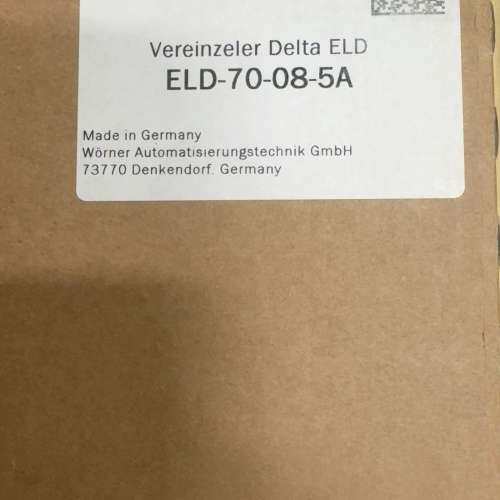 Vereinzeler Delta ELD
ELD-70-08-5A
Made in Germany
Wörner Automatisierungstechnik GmbH
73770 Denkendorf. Germany